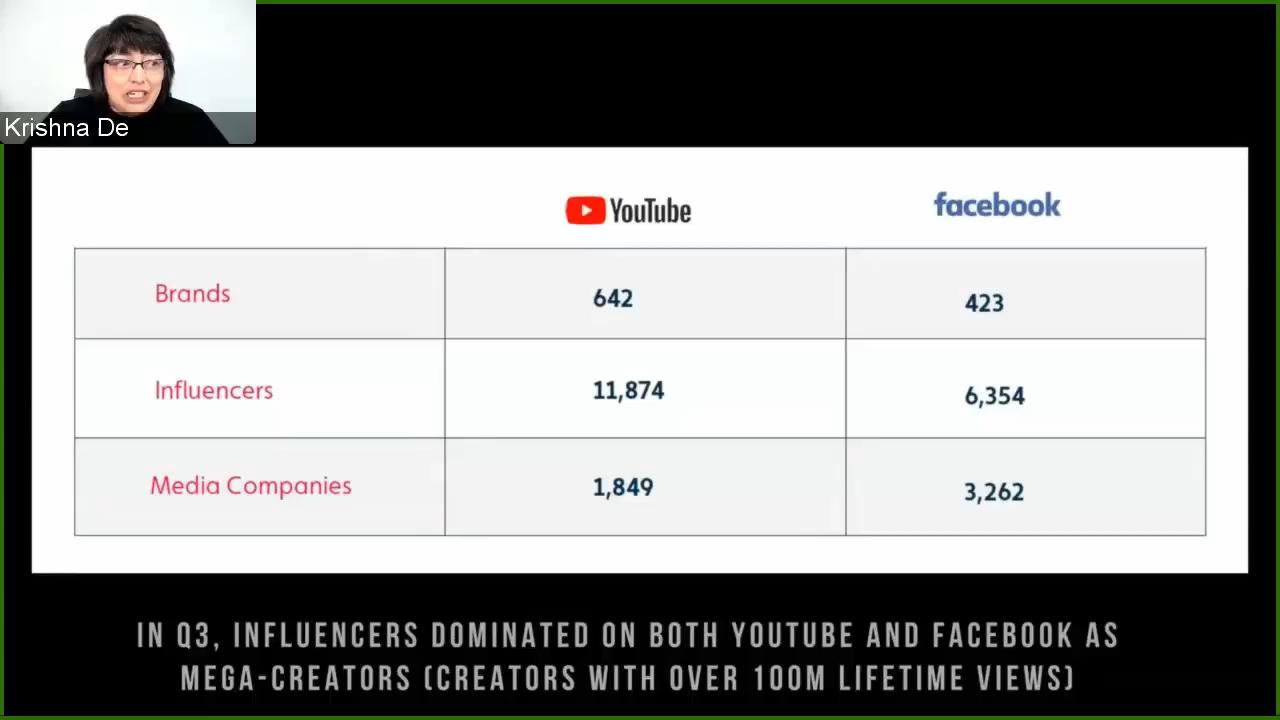 Krishna De
YouTube facebook
Brands 642 423
Influencers 11,874 6,354
Media Companies 1,849 3,262
IN Q3, INFLUENCERS DOMINATED ON BOTH YOUTUBE AND FACEBOOK AS
MEGA-CREATORS (CREATORS WITH OVER 100M LIFETIME VIEWS)